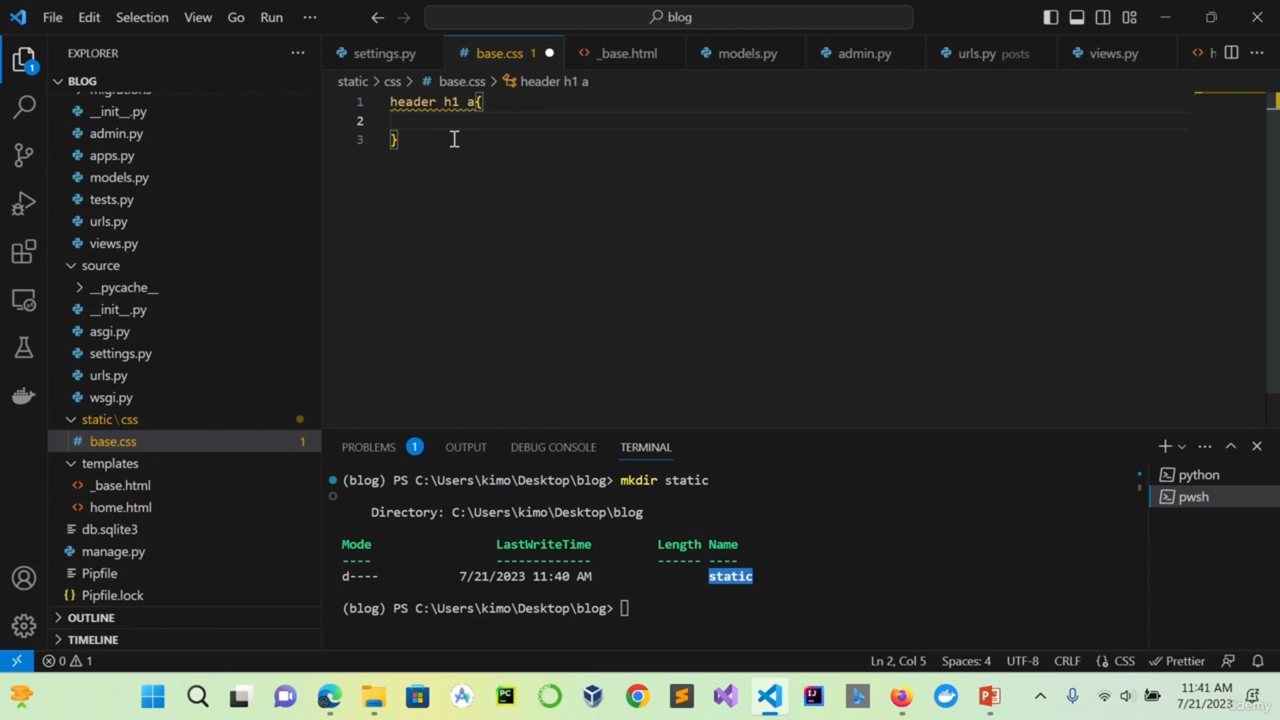 File Edit Selection View Go Run blog
EXPLORER
settings.py base.css 1 _base.html models.py admin.py urls.py posts views.py
BLOG
static > css > # base.css > header h1 a
migrations
__init__.py
admin.py
apps.py
models.py
tests.py
urls.py
views.py
source
__pycache__
__init__.py
asgi.py
settings.py
urls.py
wsgi.py
static\css
# base.css 1
templates
<> _base.html
<> home.html
db.sqlite3
manage.py
Pipfile
{} Pipfile.lock
OUTLINE
TIMELINE
1 header h1 a{
2
3 }
PROBLEMS 1 OUTPUT DEBUG CONSOLE TERMINAL
(blog) PS C:\Users\kimo\Desktop\blog> mkdir static
Directory: C:\Users\kimo\Desktop\blog
Mode LastWriteTime Length Name
---- ------------- ------ ----
d---- 7/21/2023 11:40 AM static
(blog) PS C:\Users\kimo\Desktop\blog>
python
pwsh
0 1 Ln 2, Col 5 Spaces: 4 UTF-8 CRLF {} CSS Prettier
11:41 AM
7/21/2023
Udemy